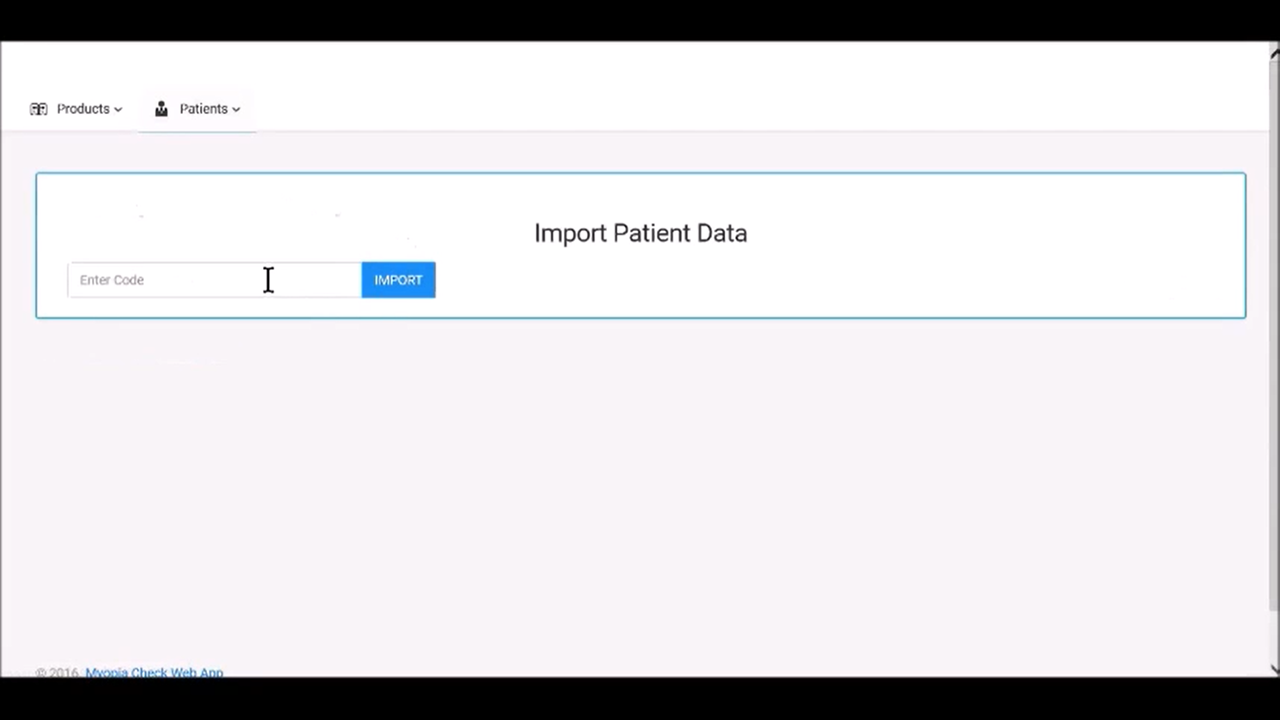 Products Patients
Import Patient Data
Enter Code IMPORT
© 2016 Myopia Check Web App